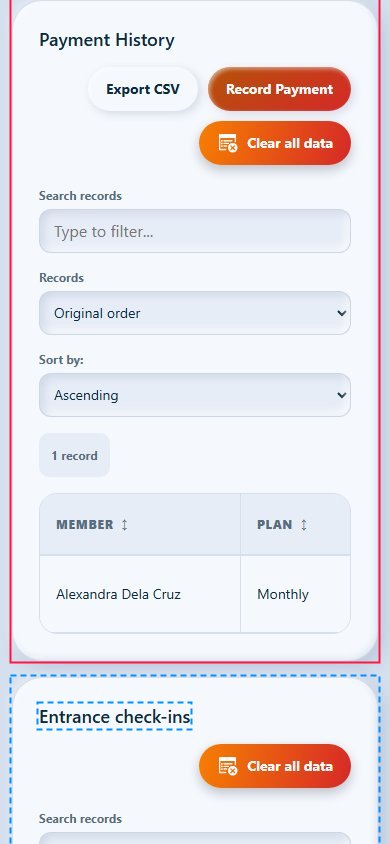 Payment History
Export CSV Record Payment
Clear all data
Search records
Type to filter...
Records
Original order
Sort by:
Ascending
1 record
MEMBER ↕ PLAN ↕
Alexandra Dela Cruz Monthly
Entrance check-ins
Clear all data
Search records